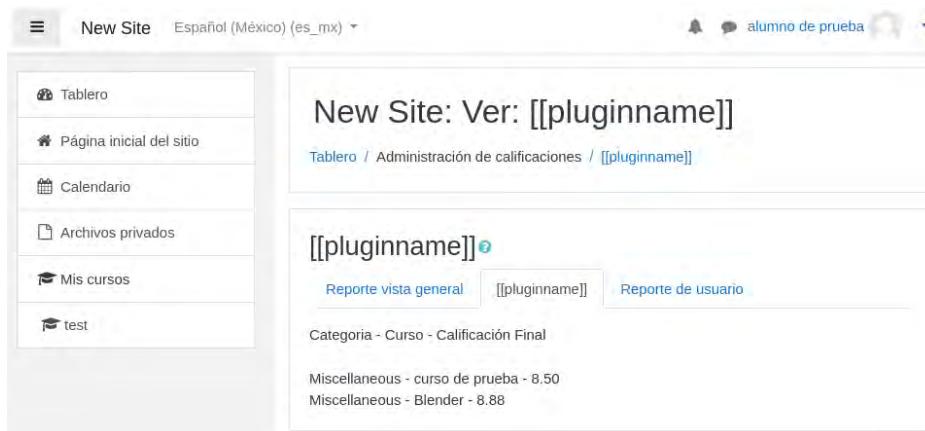 New Site Español (México) (es_mx) alumno de prueba
Tablero
Página inicial del sitio
Calendario
Archivos privados
Mis cursos
test
New Site: Ver: [[pluginname]]
Tablero / Administración de calificaciones / [[pluginname]]
[[pluginname]]
Reporte vista general [[pluginname]] Reporte de usuario
Categoria - Curso - Calificación Final
Miscellaneous - curso de prueba - 8.50
Miscellaneous - Blender - 8.88